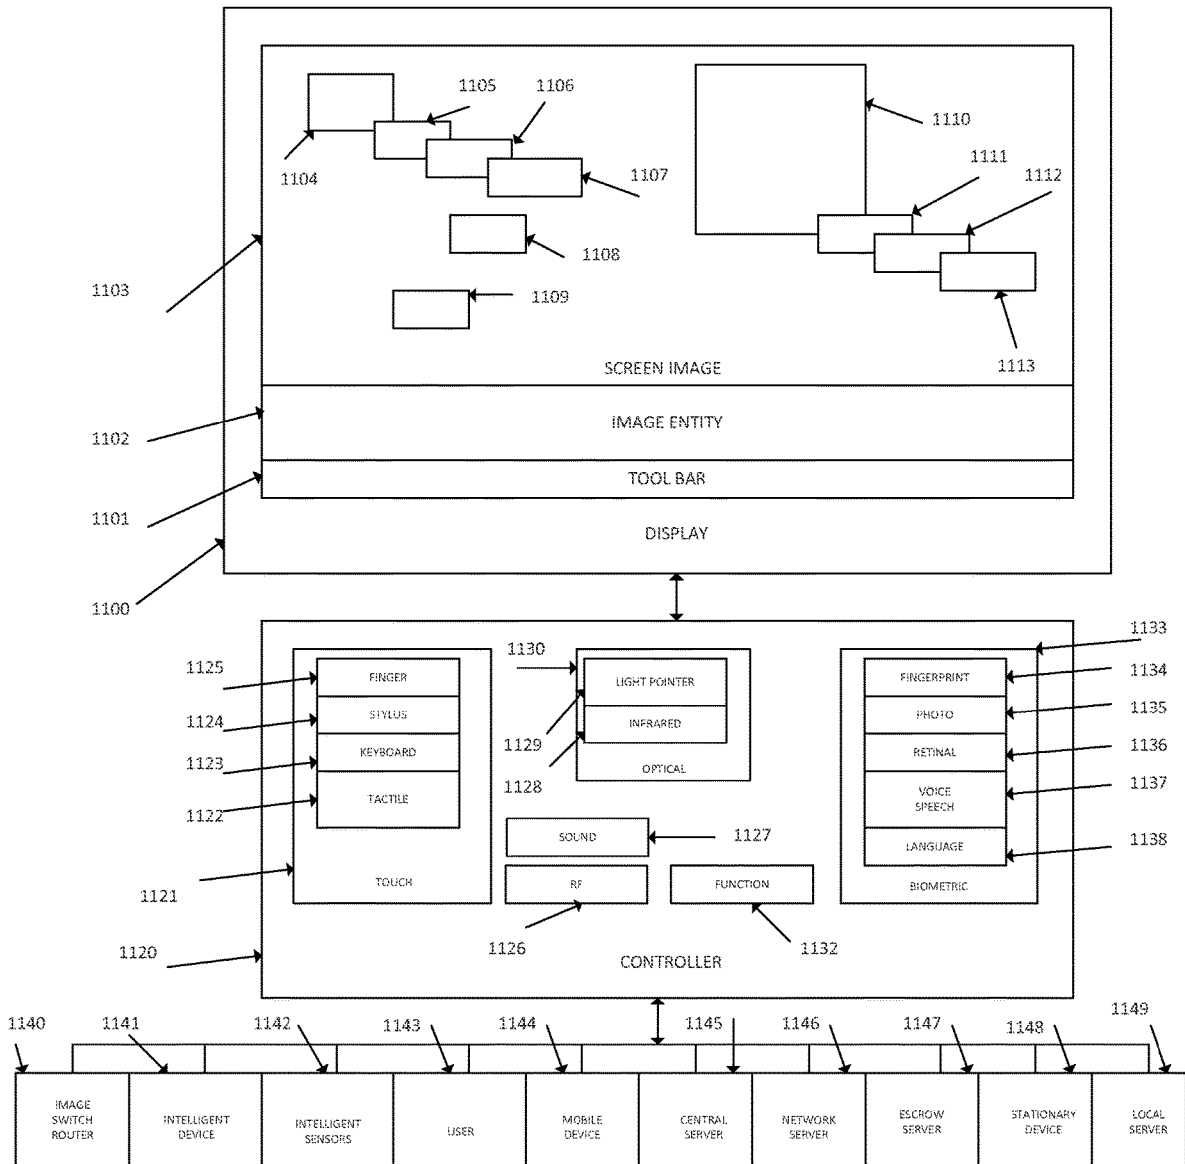 1105
1106
1110
1111
1112
1104
1107
1108
1109
1103
1113
SCREEN IMAGE
1102
IMAGE ENTITY
1101
TOOL BAR
DISPLAY
1100
1133
1125
FINGER
1130
LIGHT POINTER
FINGERPRINT
1134
1124
STYLUS
1129
INFRARED
PHOTO
1135
1123
KEYBOARD
1128
OPTICAL
RETINAL
1136
1122
TACTILE
VOICE
SPEECH
1137
SOUND
1127
LANGUAGE
1138
1121
TOUCH
RF
FUNCTION
BIOMETRIC
1126
1132
1120
CONTROLLER
1140
1141
1142
1143
1144
1145
1146
1147
1148
1149
IMAGE
SWITCH
ROUTER
INTELLIGENT
DEVICE
INTELLIGENT
SENSORS
USER
MOBILE
DEVICE
CENTRAL
SERVER
NETWORK
SERVER
ESCROW
SERVER
STATIONARY
DEVICE
LOCAL
SERVER